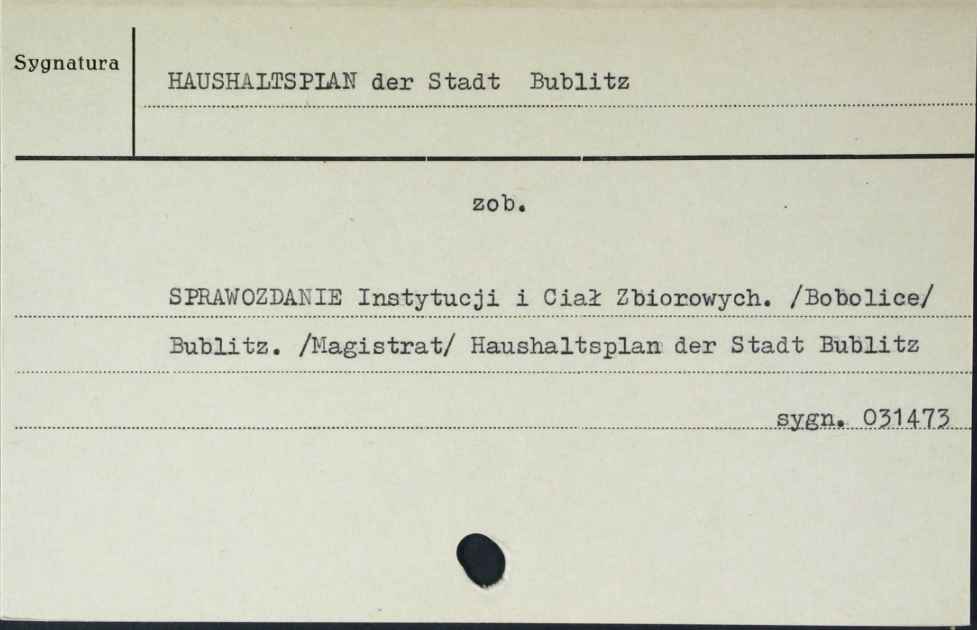 Sygnatura
HAUSHALTSPLAN der Stadt Bublitz
zob.
SPRAWOZDANIE Instytucji i Ciał Zbiorowych. /Bobolice/
Bublitz. /Magistrat/ Haushaltsplan der Stadt Bublitz
sygn. 031473